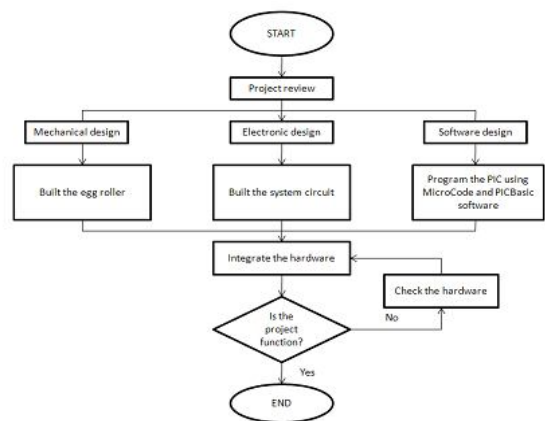 START
Project review
Mechanical design
Electronic design
Software design
Built the egg roller
Built the system circuit
Program the PIC using
MicroCode and PICBasic
software
Integrate the hardware
Check the hardware
Is the
project
function?
No
Yes
END